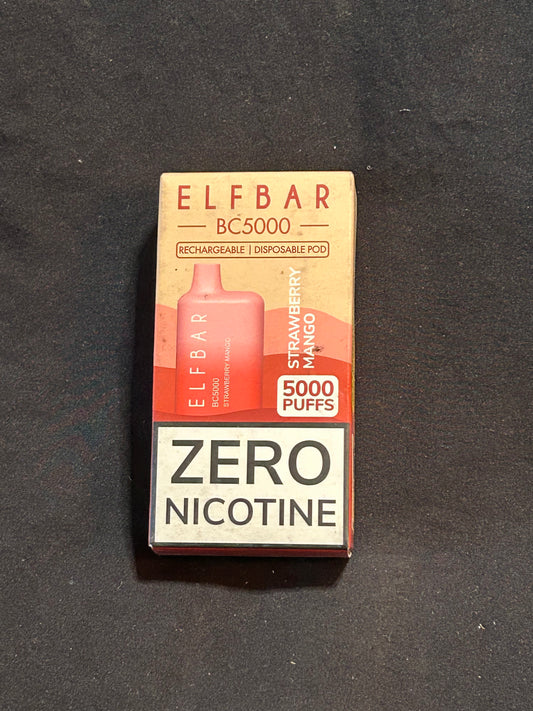 ELFBAR
BC5000
RECHARGEABLE | DISPOSABLE POD
STRAWBERRY
MANGO
ELFBAR
BC5000
STRAWBERRY MANGO
5000
PUFFS
ZERO
NICOTINE